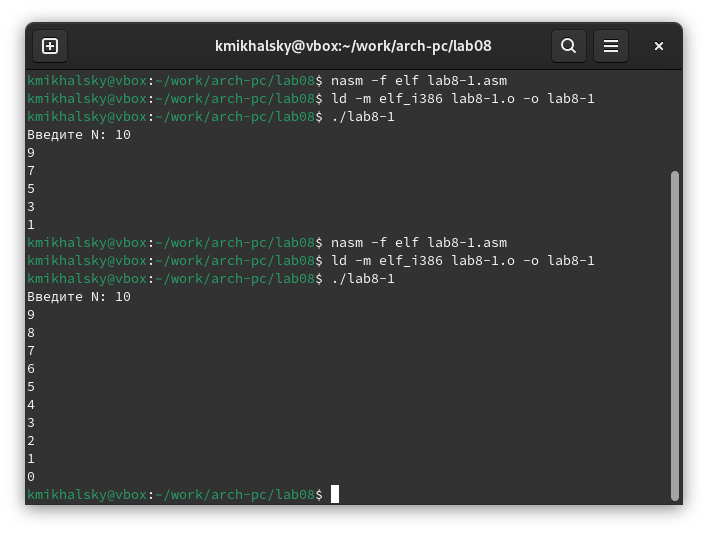 kmikhalsky@vbox:~/work/arch-pc/lab08
kmikhalsky@vbox:~/work/arch-pc/lab08$ nasm -f elf lab8-1.asm
kmikhalsky@vbox:~/work/arch-pc/lab08$ ld -m elf_i386 lab8-1.o -o lab8-1
kmikhalsky@vbox:~/work/arch-pc/lab08$ ./lab8-1
Введите N: 10
9
7
5
3
1
kmikhalsky@vbox:~/work/arch-pc/lab08$ nasm -f elf lab8-1.asm
kmikhalsky@vbox:~/work/arch-pc/lab08$ ld -m elf_i386 lab8-1.o -o lab8-1
kmikhalsky@vbox:~/work/arch-pc/lab08$ ./lab8-1
Введите N: 10
9
8
7
6
5
4
3
2
1
0
kmikhalsky@vbox:~/work/arch-pc/lab08$